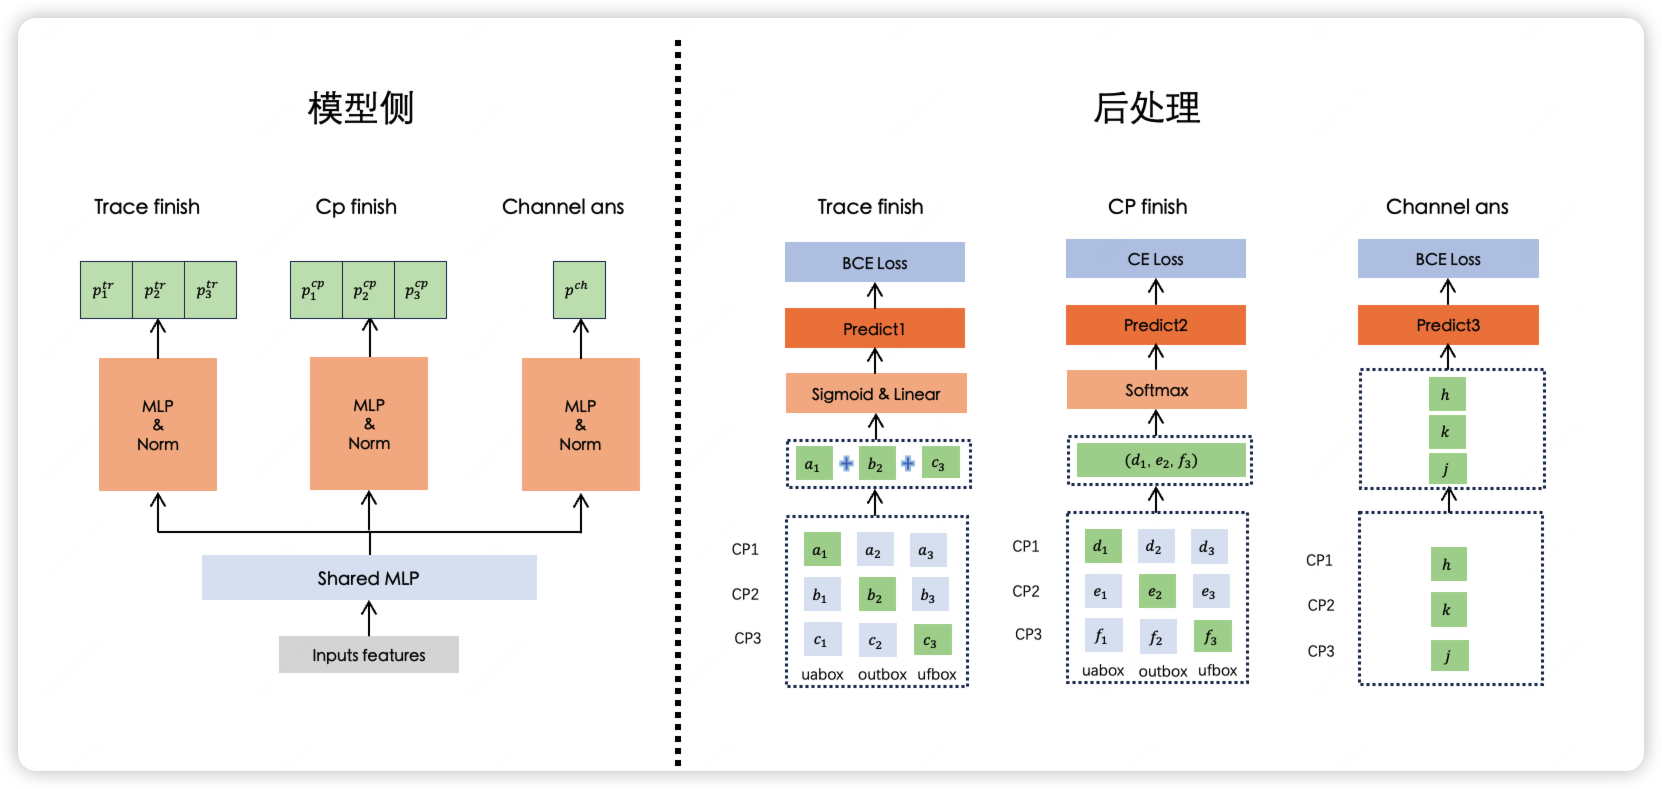 模型侧
Trace finish
Cp finish
Channel ans
p₁ᵗʳ p₂ᵗʳ p₃ᵗʳ
p₁ᶜᵖ p₂ᶜᵖ p₃ᶜᵖ
pᶜʰ
MLP
&
Norm
MLP
&
Norm
MLP
&
Norm
Shared MLP
Inputs features
后处理
Trace finish
BCE Loss
Predict1
Sigmoid & Linear
a₁ + b₂ + c₃
CP1 a₁ a₂ a₃
CP2 b₁ b₂ b₃
CP3 c₁ c₂ c₃
uabox outbox ufbox
CP finish
CE Loss
Predict2
Softmax
(d₁, e₂, f₃)
CP1 d₁ d₂ d₃
CP2 e₁ e₂ e₃
CP3 f₁ f₂ f₃
uabox outbox ufbox
Channel ans
BCE Loss
Predict3
h
k
j
CP1 h
CP2 k
CP3 j